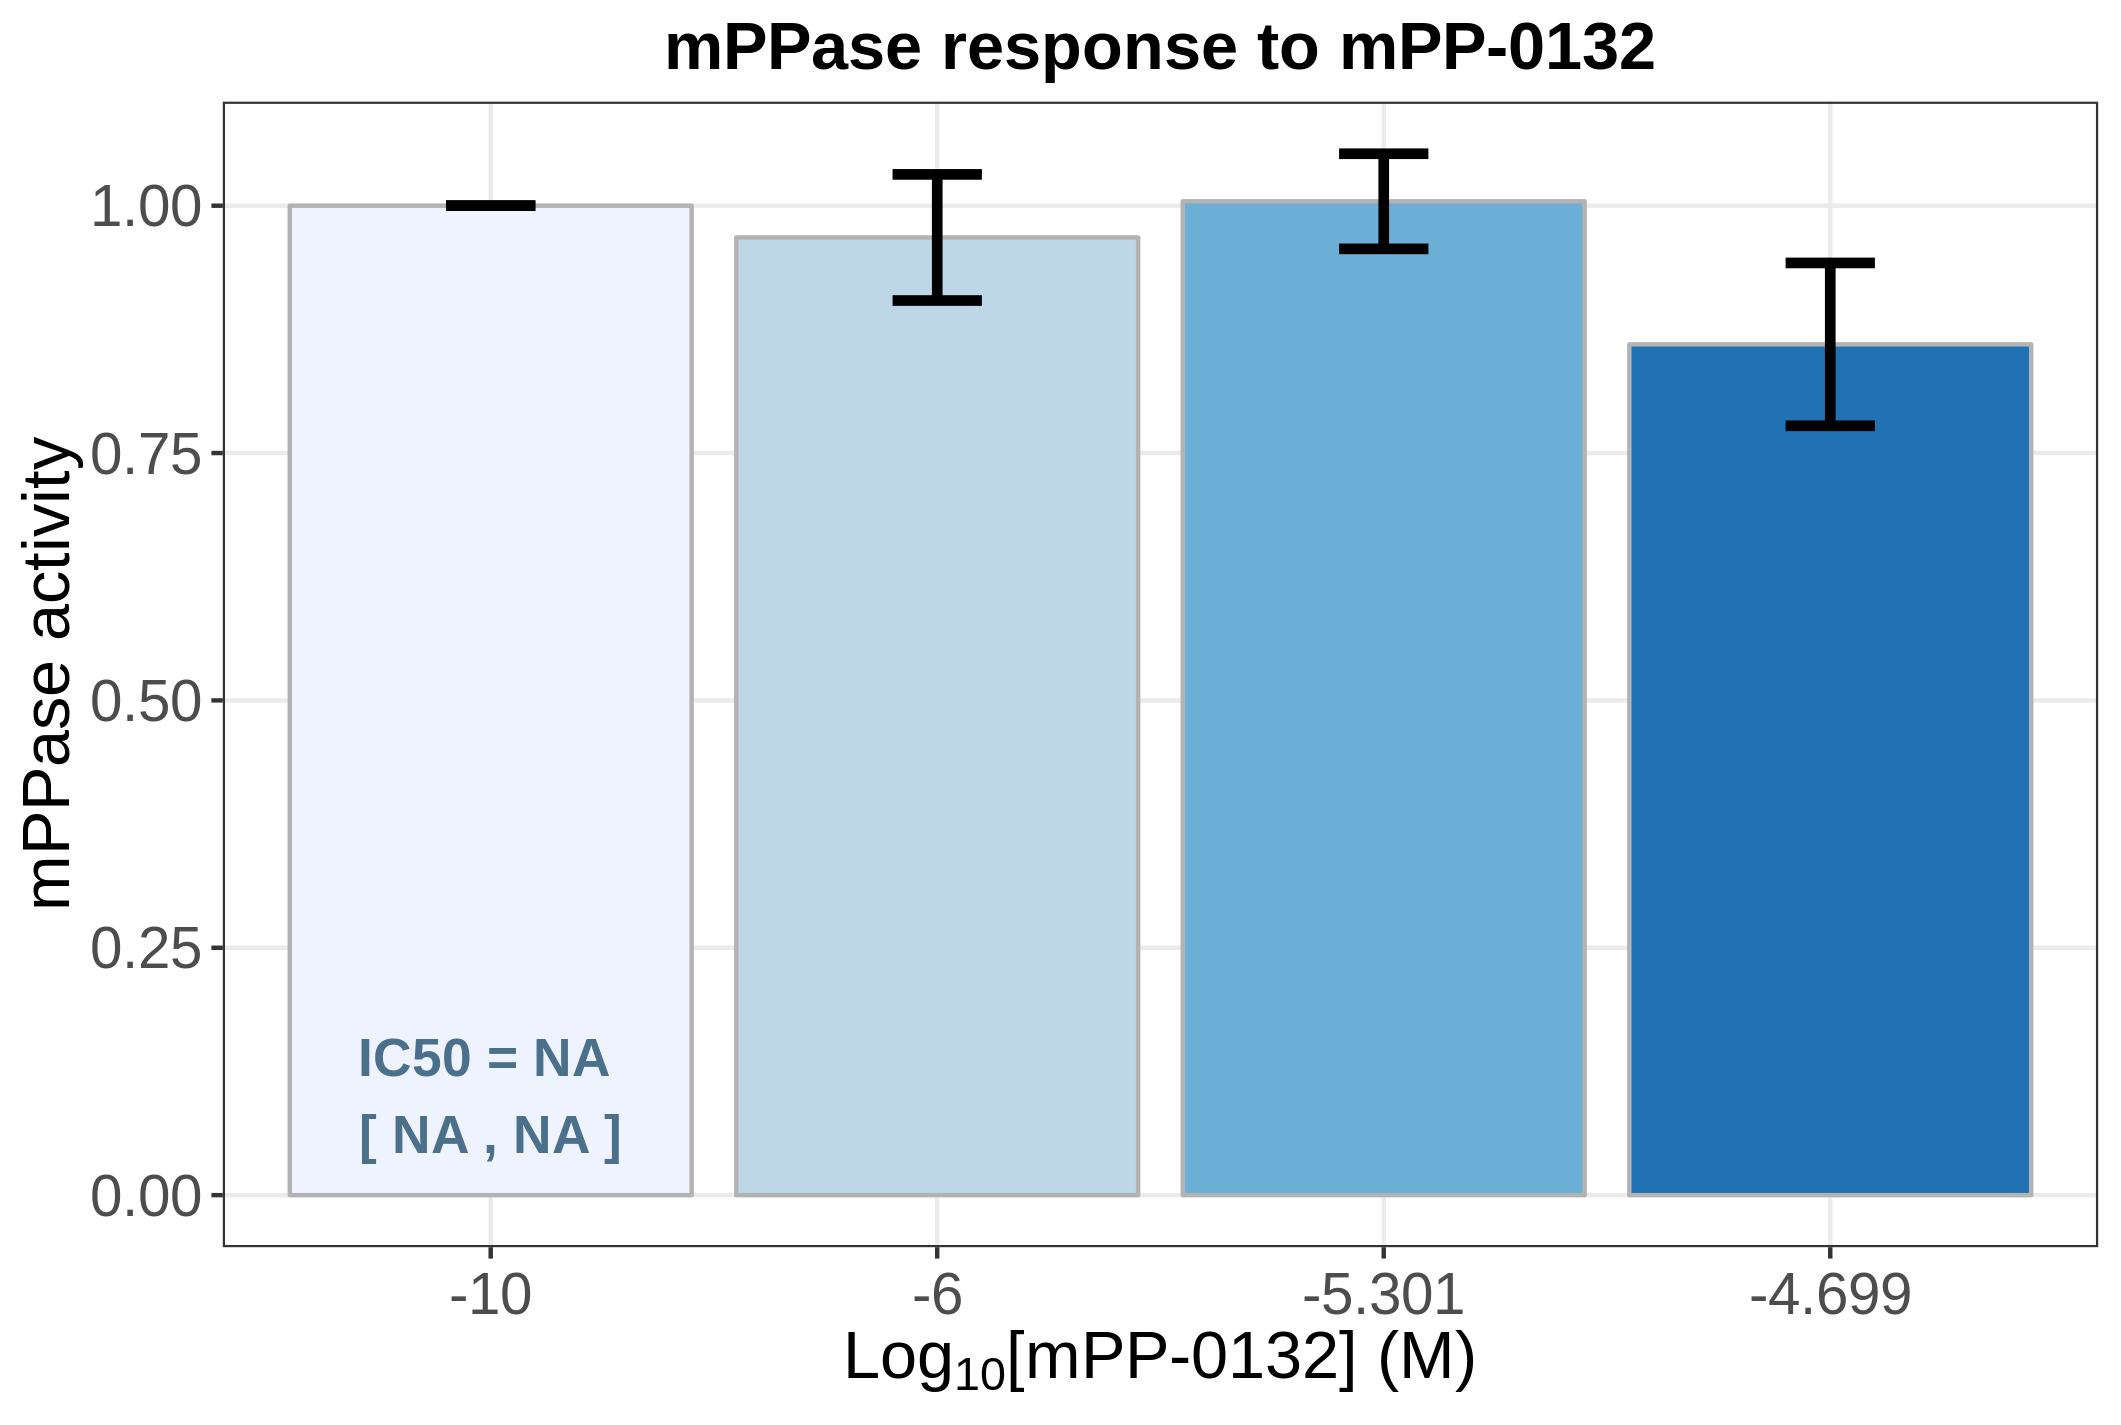 mPPase response to mPP-0132
mPPase activity
1.00
0.75
0.50
0.25
0.00
IC50 = NA
[ NA , NA ]
-10
-6
-5.301
-4.699
Log10[mPP-0132] (M)